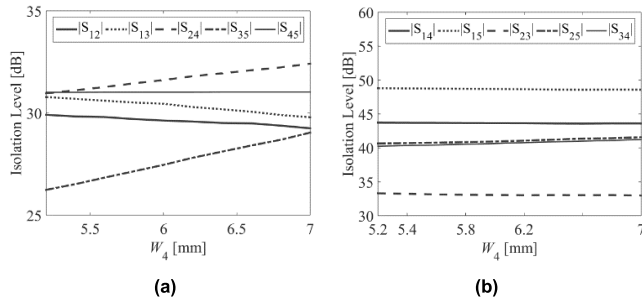 |S12| |S13| |S24| |S35| |S45|
35
30
25
Isolation Level [dB]
5.5 6 6.5 7
W4 [mm]
(a)
|S14| |S15| |S23| |S25| |S34|
60
50
45
40
35
30
Isolation Level [dB]
5.2 5.4 5.8 6.2 7
W4 [mm]
(b)